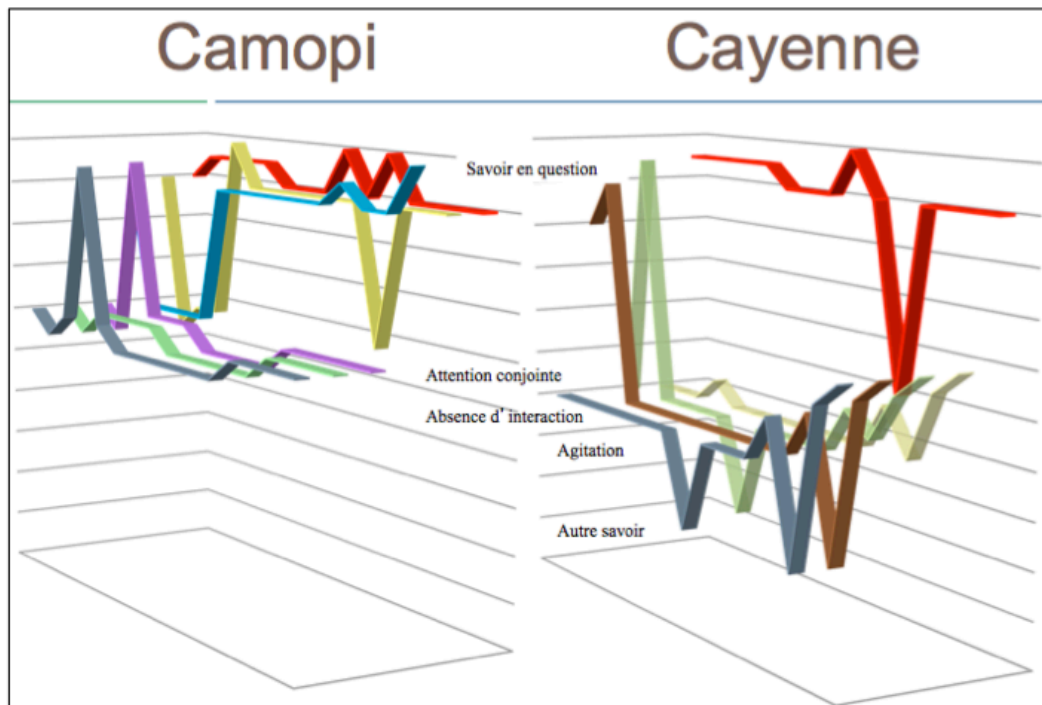 Camopi
Cayenne
Savoir en question
Attention conjointe
Absence d' interaction
Agitation
Autre savoir